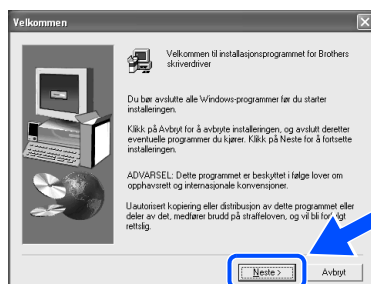 Velkommen
Velkommen til installasjonsprogrammet for Brothers
skriverdriver
Du bør avslutte alle Windows-programmer før du starter
installeringen.
Klikk på Avbryt for å avbryte installeringen, og avslutt deretter
eventuelle programmer du kjører. Klikk på Neste for å fortsette
installeringen.
ADVARSEL: Dette programmet er beskyttet i følge lover om
opphavsrett og internasjonale konvensjoner.
Uautorisert kopiering eller distribusjon av dette programmet eller
deler av det, medfører brudd på straffeloven, og vil bli
rettslig.
Neste >
Avbryt